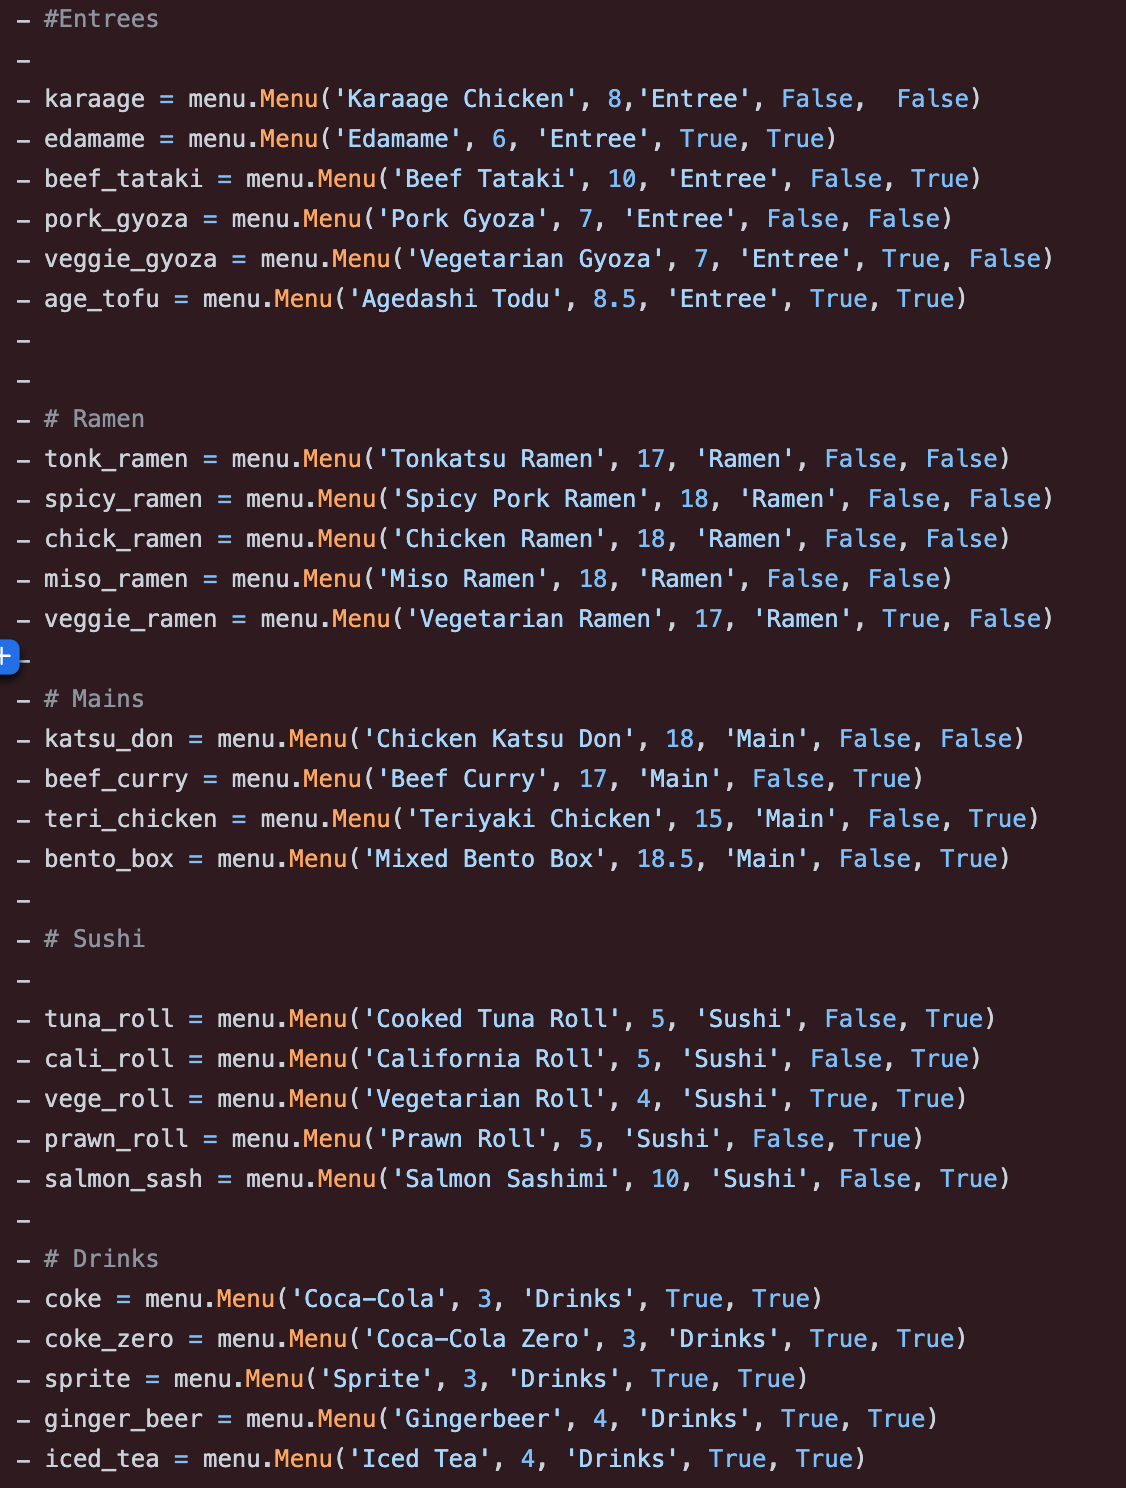 - #Entrees
-
- karaage = menu.Menu('Karaage Chicken', 8,'Entree', False,  False)
- edamame = menu.Menu('Edamame', 6, 'Entree', True, True)
- beef_tataki = menu.Menu('Beef Tataki', 10, 'Entree', False, True)
- pork_gyoza = menu.Menu('Pork Gyoza', 7, 'Entree', False, False)
- veggie_gyoza = menu.Menu('Vegetarian Gyoza', 7, 'Entree', True, False)
- age_tofu = menu.Menu('Agedashi Todu', 8.5, 'Entree', True, True)
-
-
- # Ramen
- tonk_ramen = menu.Menu('Tonkatsu Ramen', 17, 'Ramen', False, False)
- spicy_ramen = menu.Menu('Spicy Pork Ramen', 18, 'Ramen', False, False)
- chick_ramen = menu.Menu('Chicken Ramen', 18, 'Ramen', False, False)
- miso_ramen = menu.Menu('Miso Ramen', 18, 'Ramen', False, False)
- veggie_ramen = menu.Menu('Vegetarian Ramen', 17, 'Ramen', True, False)
+ -
- # Mains
- katsu_don = menu.Menu('Chicken Katsu Don', 18, 'Main', False, False)
- beef_curry = menu.Menu('Beef Curry', 17, 'Main', False, True)
- teri_chicken = menu.Menu('Teriyaki Chicken', 15, 'Main', False, True)
- bento_box = menu.Menu('Mixed Bento Box', 18.5, 'Main', False, True)
-
- # Sushi
-
- tuna_roll = menu.Menu('Cooked Tuna Roll', 5, 'Sushi', False, True)
- cali_roll = menu.Menu('California Roll', 5, 'Sushi', False, True)
- vege_roll = menu.Menu('Vegetarian Roll', 4, 'Sushi', True, True)
- prawn_roll = menu.Menu('Prawn Roll', 5, 'Sushi', False, True)
- salmon_sash = menu.Menu('Salmon Sashimi', 10, 'Sushi', False, True)
-
- # Drinks
- coke = menu.Menu('Coca-Cola', 3, 'Drinks', True, True)
- coke_zero = menu.Menu('Coca-Cola Zero', 3, 'Drinks', True, True)
- sprite = menu.Menu('Sprite', 3, 'Drinks', True, True)
- ginger_beer = menu.Menu('Gingerbeer', 4, 'Drinks', True, True)
- iced_tea = menu.Menu('Iced Tea', 4, 'Drinks', True, True)